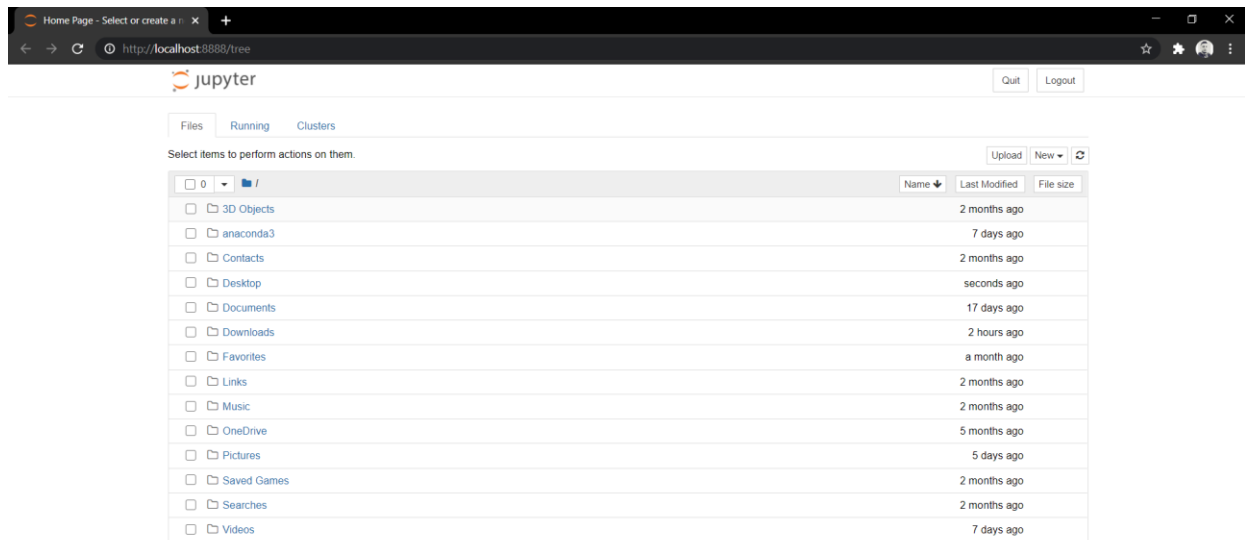 Home Page - Select or create a n
http://localhost:8888/tree
jupyter
Quit Logout
Files Running Clusters
Select items to perform actions on them.
Upload New
0 / Name Last Modified File size
3D Objects 2 months ago
anaconda3 7 days ago
Contacts 2 months ago
Desktop seconds ago
Documents 17 days ago
Downloads 2 hours ago
Favorites a month ago
Links 2 months ago
Music 2 months ago
OneDrive 5 months ago
Pictures 5 days ago
Saved Games 2 months ago
Searches 2 months ago
Videos 7 days ago